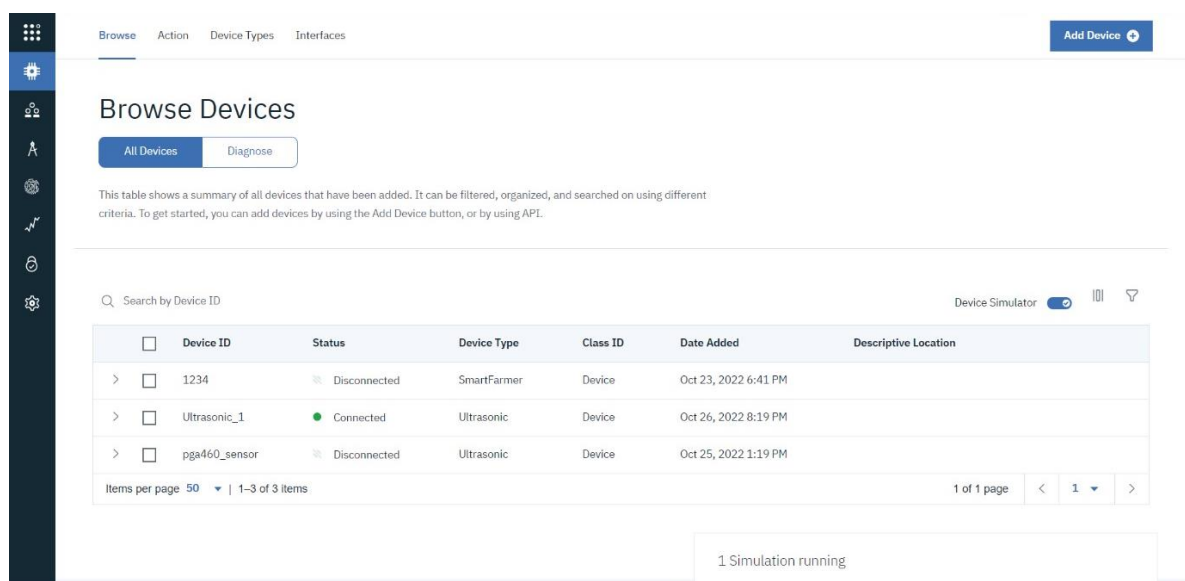 Browse Action Device Types Interfaces Add Device
Browse Devices
All Devices Diagnose
This table shows a summary of all devices that have been added. It can be filtered, organized, and searched on using different
criteria. To get started, you can add devices by using the Add Device button, or by using API.
Search by Device ID Device Simulator
Device ID Status Device Type Class ID Date Added Descriptive Location
1234 Disconnected SmartFarmer Device Oct 23, 2022 6:41 PM
Ultrasonic_1 Connected Ultrasonic Device Oct 26, 2022 8:19 PM
pga460_sensor Disconnected Ultrasonic Device Oct 25, 2022 1:19 PM
Items per page 50 | 1–3 of 3 items 1 of 1 page 1
1 Simulation running